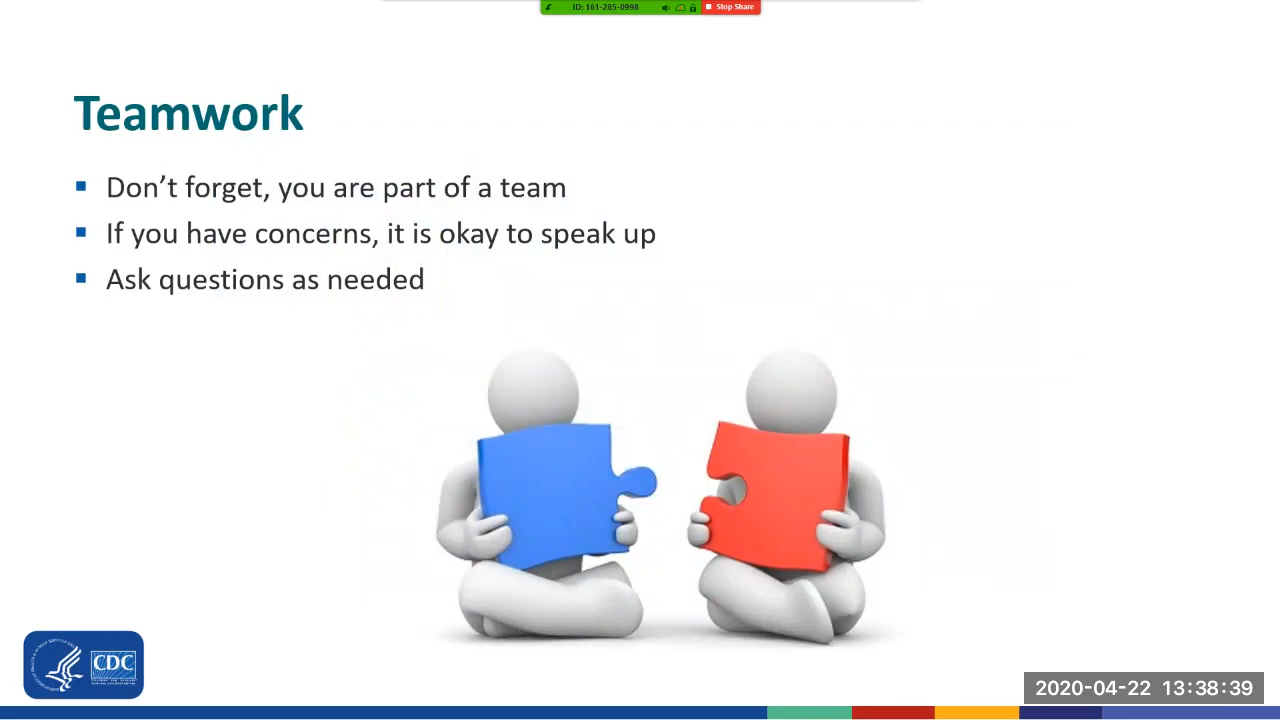 ID: 161-285-0998
Stop Share
Teamwork
Don't forget, you are part of a team
If you have concerns, it is okay to speak up
Ask questions as needed
CDC
2020-04-22 13:38:39